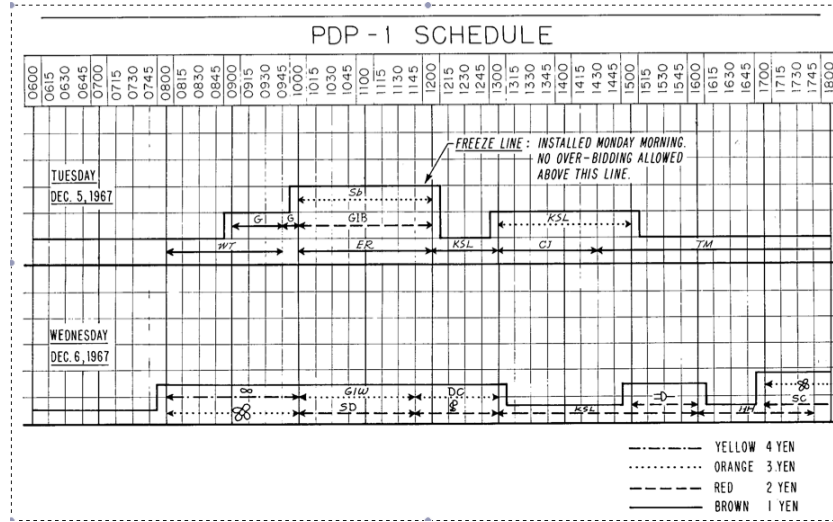 PDP-1 SCHEDULE
0600 0615 0630 0645 0700 0715 0730 0745 0800 0815 0830 0845 0900 0915 0930 0945 1000 1015 1030 1045 1100 1115 1130 1145 1200 1215 1230 1245 1300 1315 1330 1345 1400 1415 1430 1445 1500 1515 1530 1545 1600 1615 1630 1645 1700 1715 1730 1745 1800
FREEZE LINE: INSTALLED MONDAY MORNING.
NO OVER-BIDDING ALLOWED
ABOVE THIS LINE.
TUESDAY
DEC. 5, 1967
Sb
G G GIB KSL
WT ER KSL CJ TM
WEDNESDAY
DEC. 6, 1967
∞ GIW DC =D SC
SD KSL HH
YELLOW 4 YEN
ORANGE 3 YEN
RED 2 YEN
BROWN 1 YEN